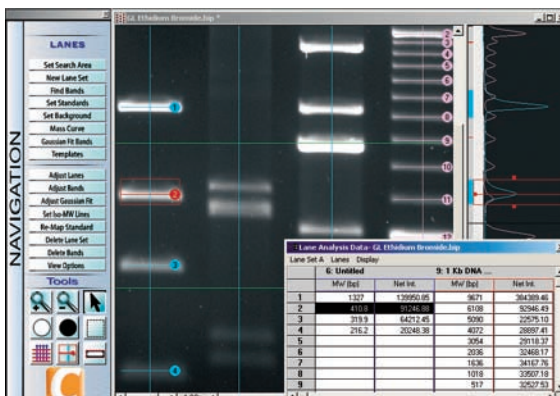 GL Ethidium Bromide.bip *
NAVIGATION
LANES
Set Search Area
New Lane Set
Find Bands
Set Standards
Set Background
Mass Curve
Gaussian Fit Bands
Templates
Adjust Lanes
Adjust Bands
Adjust Gaussian Fit
Set Iso-MW Lines
Re-Map Standard
Delete Lane Set
Delete Bands
View Options
Tools
1
2
3
4
2
3
4
5
6
7
8
9
10
11
12
Lane Analysis Data- GL Ethidium Bromide.bip
Lane Set A Lanes Display
6: Untitled 9: 1 Kb DNA ...
MW (bp) Net Int. MW (bp) Net Int.
1 1327 139950.85 9671 384389.46
2 410.8 91246.98 6108 92946.49
3 319.9 64212.45 5090 22575.10
4 216.2 20248.38 4072 28897.41
5 3054 29118.37
6 2036 32468.17
7 1636 34167.76
8 1018 33507.18
9 517 32527.53